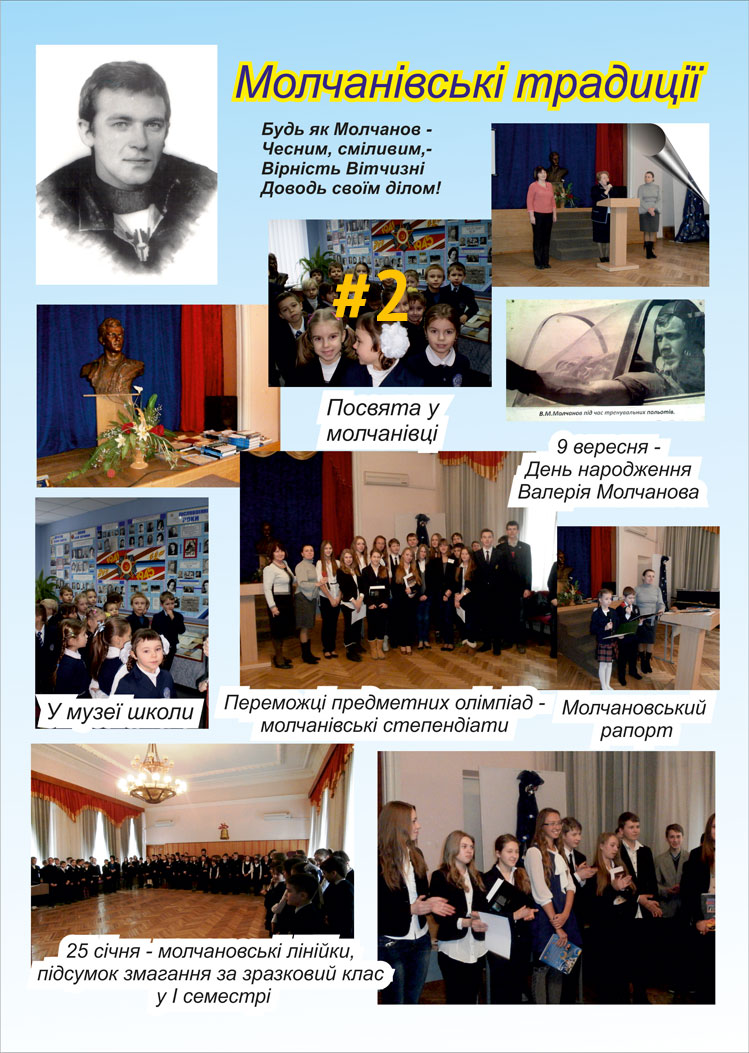 Молчанівські традиції
Будь як Молчанов -
Чесним, сміливим,-
Вірність Вітчизні
Доводь своїм ділом!
#2
Посвята у
молчанівці
В.М.Молчанов під час тренувальних польотів.
9 вересня -
День народження
Валерія Молчанова
У музеї школи
Переможці предметних олімпіад -
молчанівські степендіати
Молчановський
рапорт
25 січня - молчановські лінійки,
підсумок змагання за зразковий клас
у І семестрі